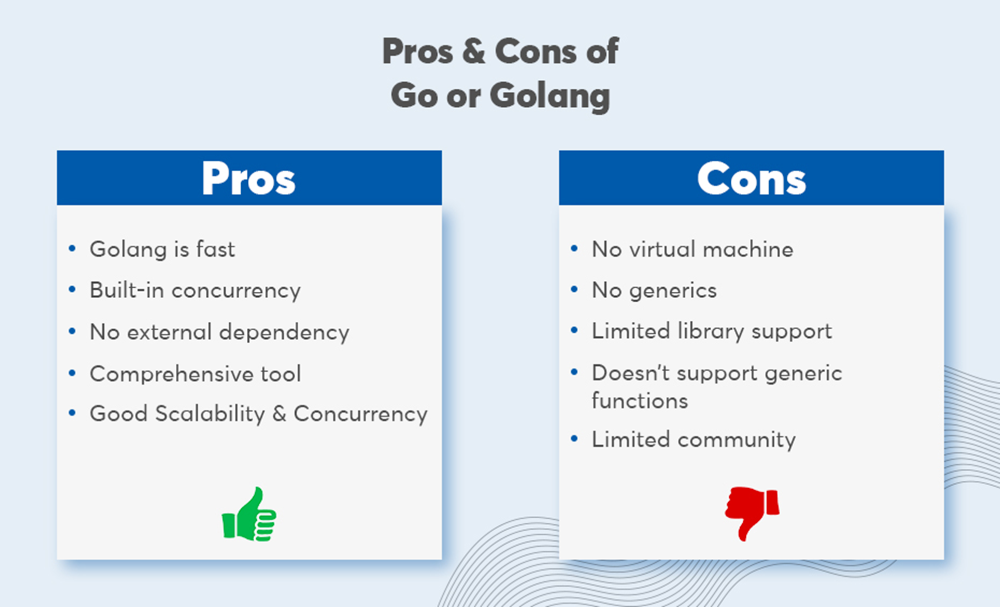 Pros & Cons of
Go or Golang
Pros
• Golang is fast
• Built-in concurrency
• No external dependency
• Comprehensive tool
• Good Scalability & Concurrency
Cons
• No virtual machine
• No generics
• Limited library support
• Doesn't support generic
functions
• Limited community